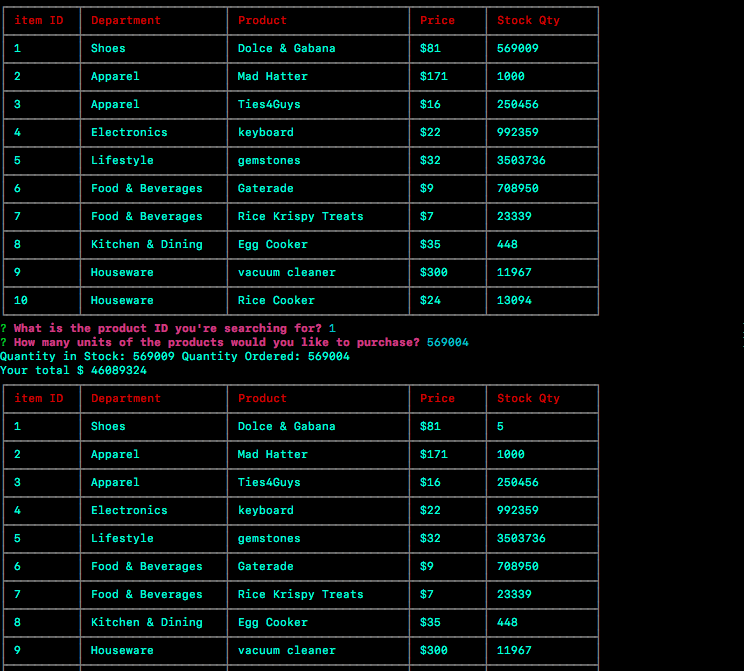 item ID Department Product Price Stock Qty
1 Shoes Dolce & Gabana $81 569009
2 Apparel Mad Hatter $171 1000
3 Apparel Ties4Guys $16 250456
4 Electronics keyboard $22 992359
5 Lifestyle gemstones $32 3503736
6 Food & Beverages Gaterade $9 708950
7 Food & Beverages Rice Krispy Treats $7 23339
8 Kitchen & Dining Egg Cooker $35 448
9 Houseware vacuum cleaner $300 11967
10 Houseware Rice Cooker $24 13094
? What is the product ID you're searching for? 1
? How many units of the products would you like to purchase? 569004
Quantity in Stock: 569009 Quantity Ordered: 569004
Your total $ 46089324
item ID Department Product Price Stock Qty
1 Shoes Dolce & Gabana $81 5
2 Apparel Mad Hatter $171 1000
3 Apparel Ties4Guys $16 250456
4 Electronics keyboard $22 992359
5 Lifestyle gemstones $32 3503736
6 Food & Beverages Gaterade $9 708950
7 Food & Beverages Rice Krispy Treats $7 23339
8 Kitchen & Dining Egg Cooker $35 448
9 Houseware vacuum cleaner $300 11967